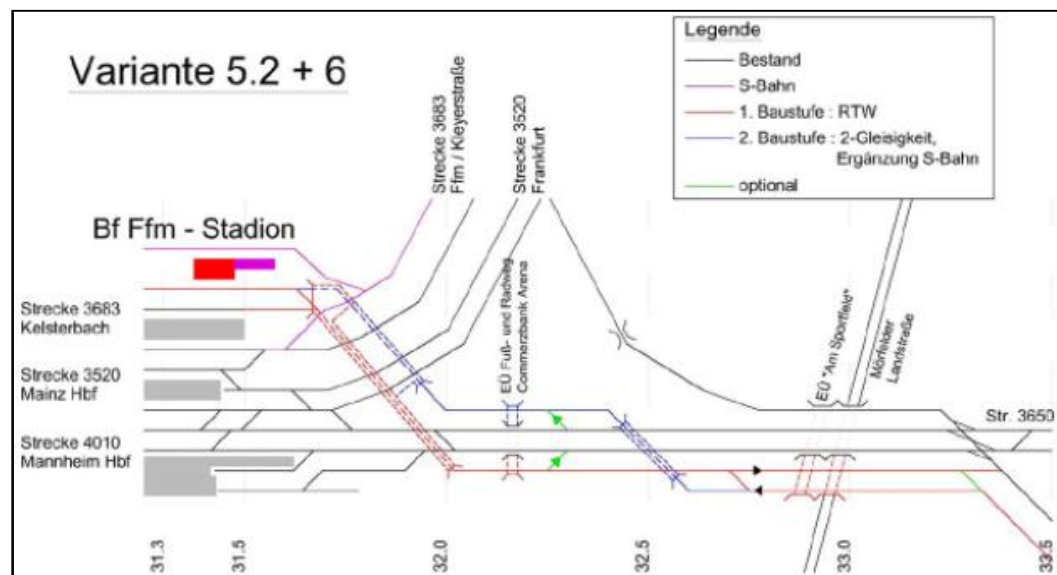 Variante 5.2 + 6
Legende
Bestand
S-Bahn
1. Baustufe : RTW
2. Baustufe : 2-Gleisigkeit,
Ergänzung S-Bahn
optional
Strecke 3683
Ffm / Kleyerstraße
Strecke 3520
Frankfurt
Bf Ffm - Stadion
Strecke 3683
Kelsterbach
Strecke 3520
Mainz Hbf
Strecke 4010
Mannheim Hbf
EÜ Fuß- und Radweg
Commerzbank Arena
EÜ "Am Sportfeld"
Mörfelder
Landstraße
Str. 3650
31.3
31.5
32.0
32.5
33.0
33.5